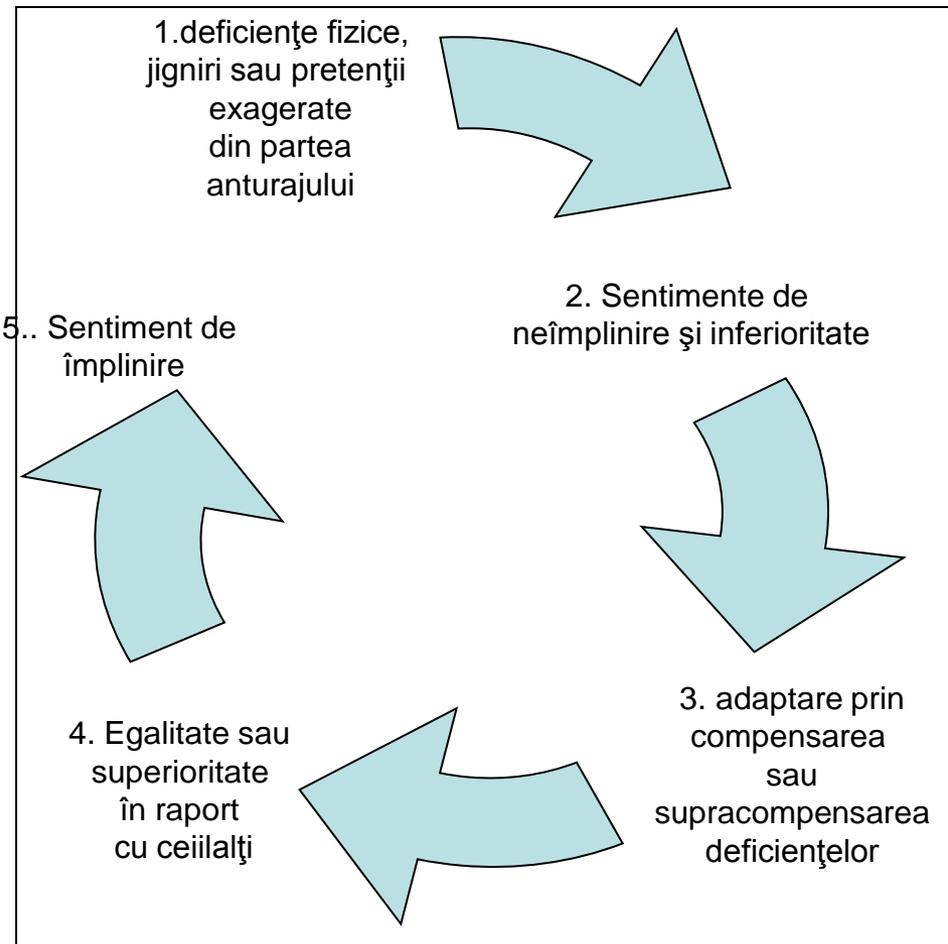 1.deficienţe fizice,
jigniri sau pretenţii
exagerate
din partea
anturajului
2. Sentimente de
neîmplinire şi inferioritate
3. adaptare prin
compensarea
sau
supracompensarea
deficienţelor
4. Egalitate sau
superioritate
în raport
cu ceiilalţi
5.. Sentiment de
împlinire